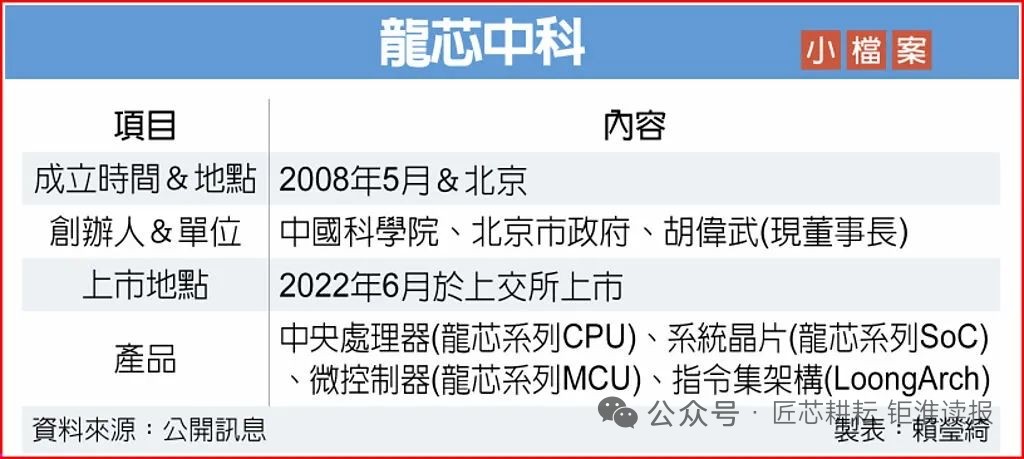 龍芯中科
小檔案
項目 內容
成立時間&地點 2008年5月&北京
創辦人&單位 中國科學院、北京市政府、胡偉武(現董事長)
上市地點 2022年6月於上交所上市
產品 中央處理器(龍芯系列CPU)、系統晶片(龍芯系列SoC)
、微控制器(龍芯系列MCU)、指令集架構(LoongArch)
資料來源：公開訊息 製表：賴瑩綺
公众号 · 匠芯耕耘 钜淮读报